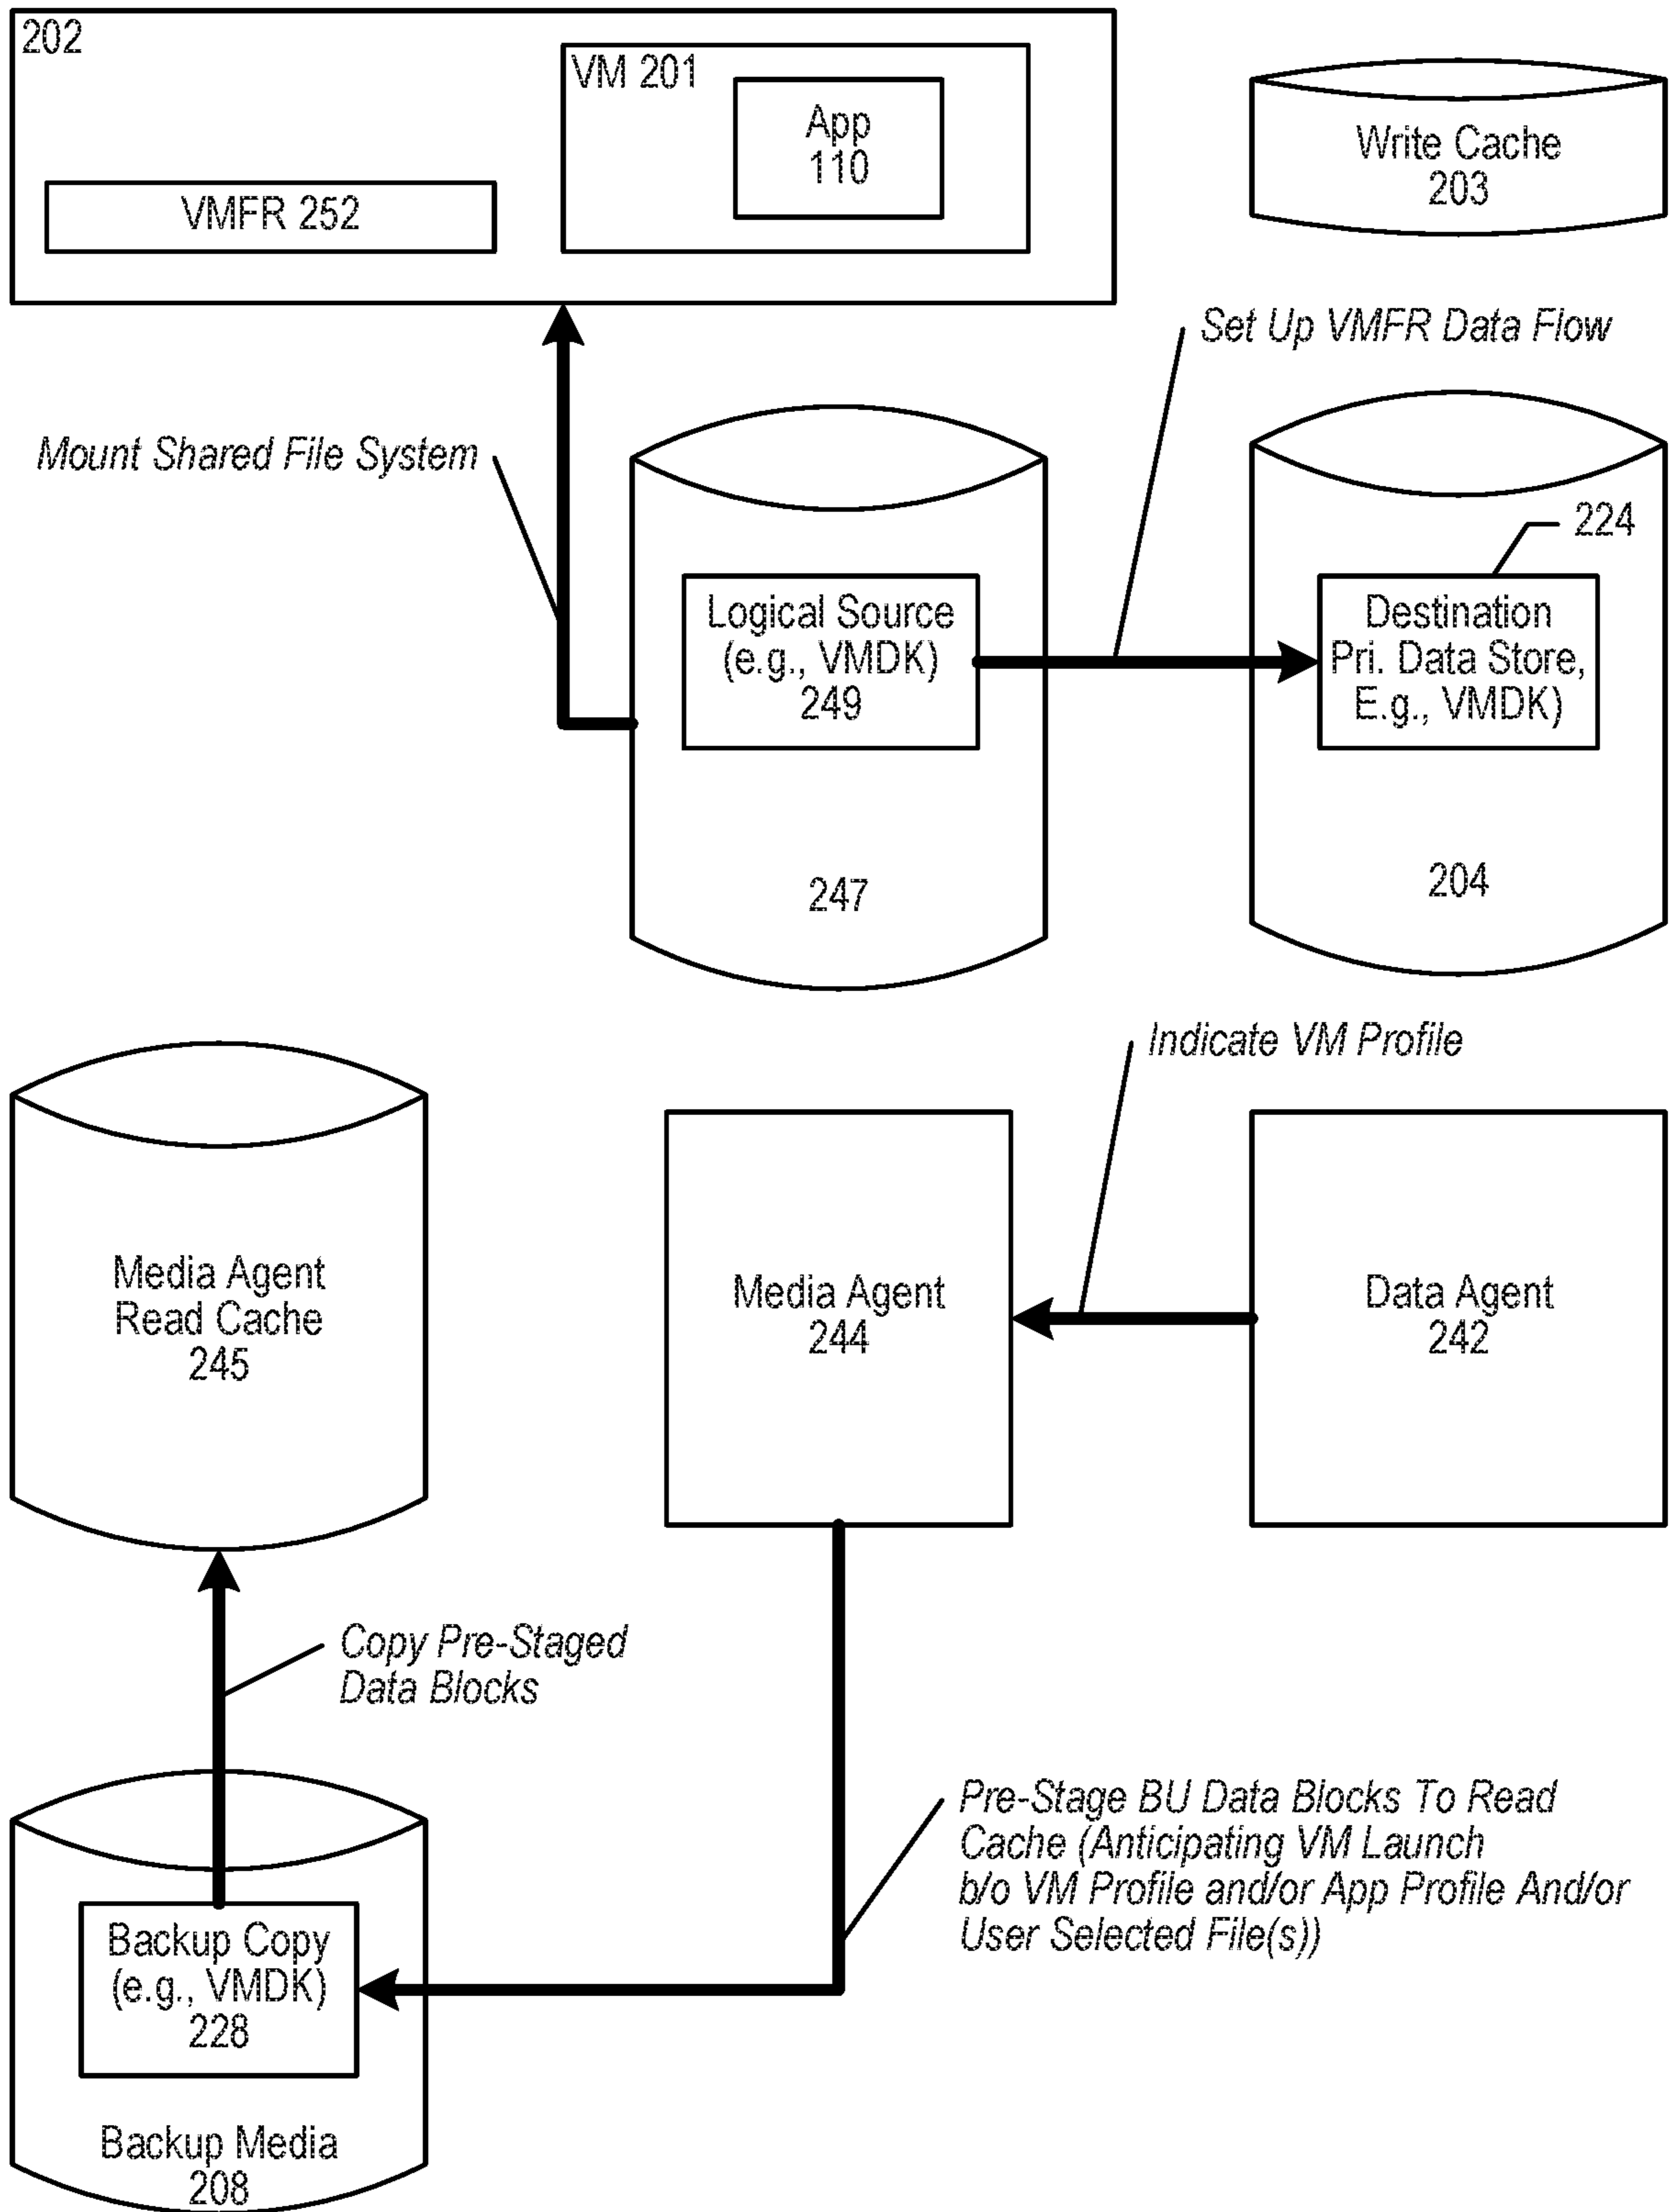 202
VM 201
App
110
VMFR 252
Write Cache
203
Set Up VMFR Data Flow
Mount Shared File System
224
Logical Source
(e.g., VMDK)
249
Destination
Pri. Data Store,
E.g., VMDK)
247
204
Indicate VM Profile
Media Agent
Read Cache
245
Media Agent
244
Data Agent
242
Copy Pre-Staged
Data Blocks
Pre-Stage BU Data Blocks To Read
Cache (Anticipating VM Launch
b/o VM Profile and/or App Profile And/or
User Selected File(s))
Backup Copy
(e.g., VMDK)
228
Backup Media
208